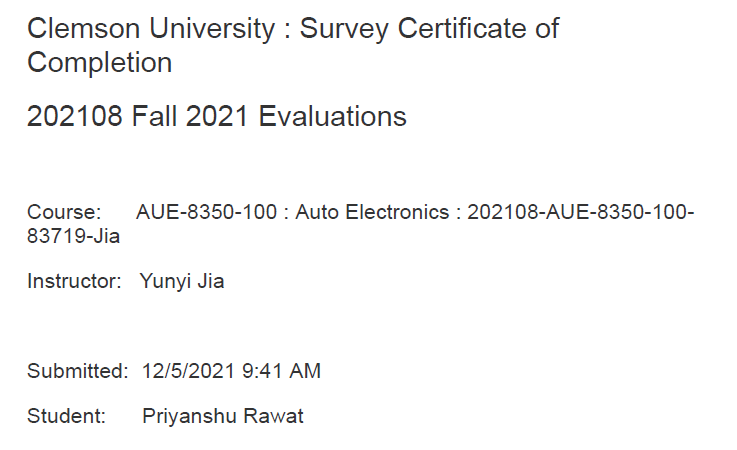 Clemson University : Survey Certificate of
Completion
202108 Fall 2021 Evaluations
Course: AUE-8350-100 : Auto Electronics : 202108-AUE-8350-100-
83719-Jia
Instructor: Yunyi Jia
Submitted: 12/5/2021 9:41 AM
Student: Priyanshu Rawat